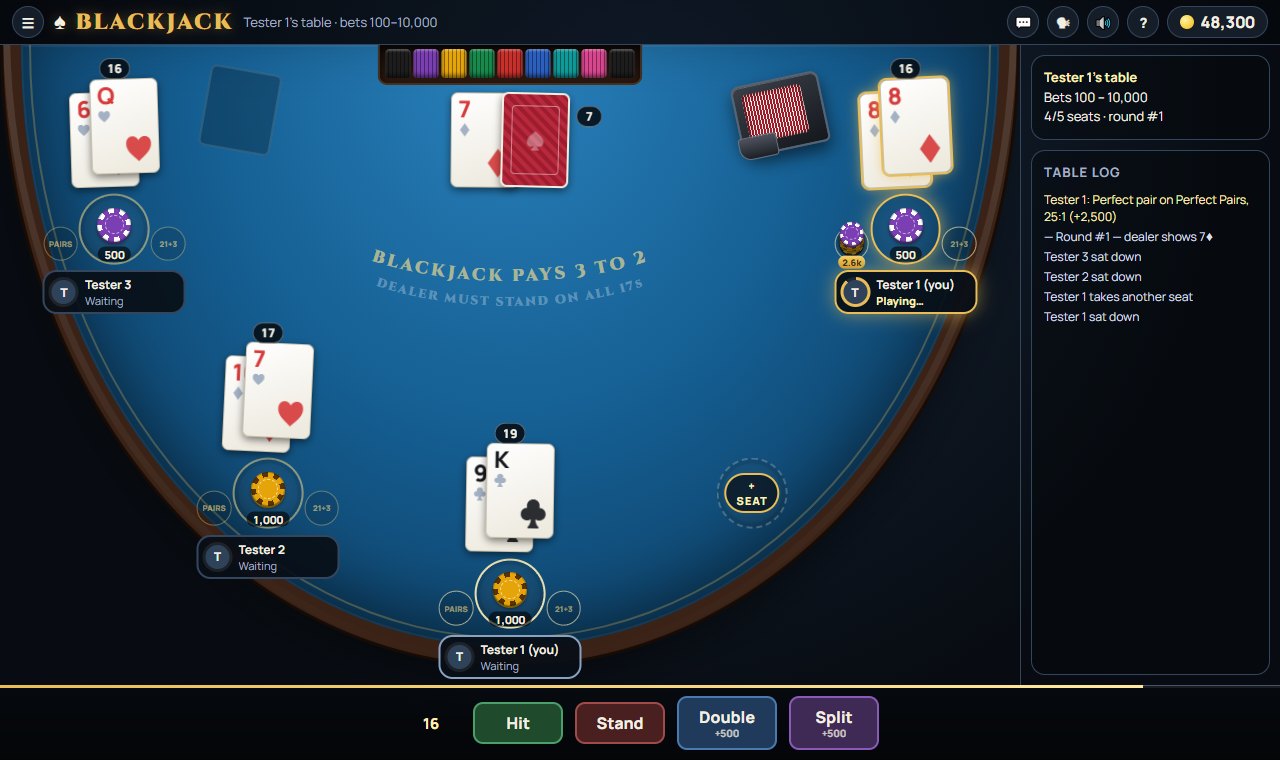 BLACKJACK
Tester 1's table · bets 100–10,000
?
48,300
16
6
Q
7
7
16
8
8
PAIRS
500
21+3
T
Tester 3
Waiting
BLACKJACK PAYS 3 TO 2
DEALER MUST STAND ON ALL 17S
2.6k
500
21+3
T
Tester 1 (you)
Playing...
17
7
PAIRS
1,000
21+3
T
Tester 2
Waiting
19
9
K
PAIRS
1,000
21+3
T
Tester 1 (you)
Waiting
+
SEAT
Tester 1's table
Bets 100 – 10,000
4/5 seats · round #1
TABLE LOG
Tester 1: Perfect pair on Perfect Pairs,
25:1 (+2,500)
— Round #1 — dealer shows 7♦
Tester 3 sat down
Tester 2 sat down
Tester 1 takes another seat
Tester 1 sat down
16
Hit
Stand
Double
+500
Split
+500